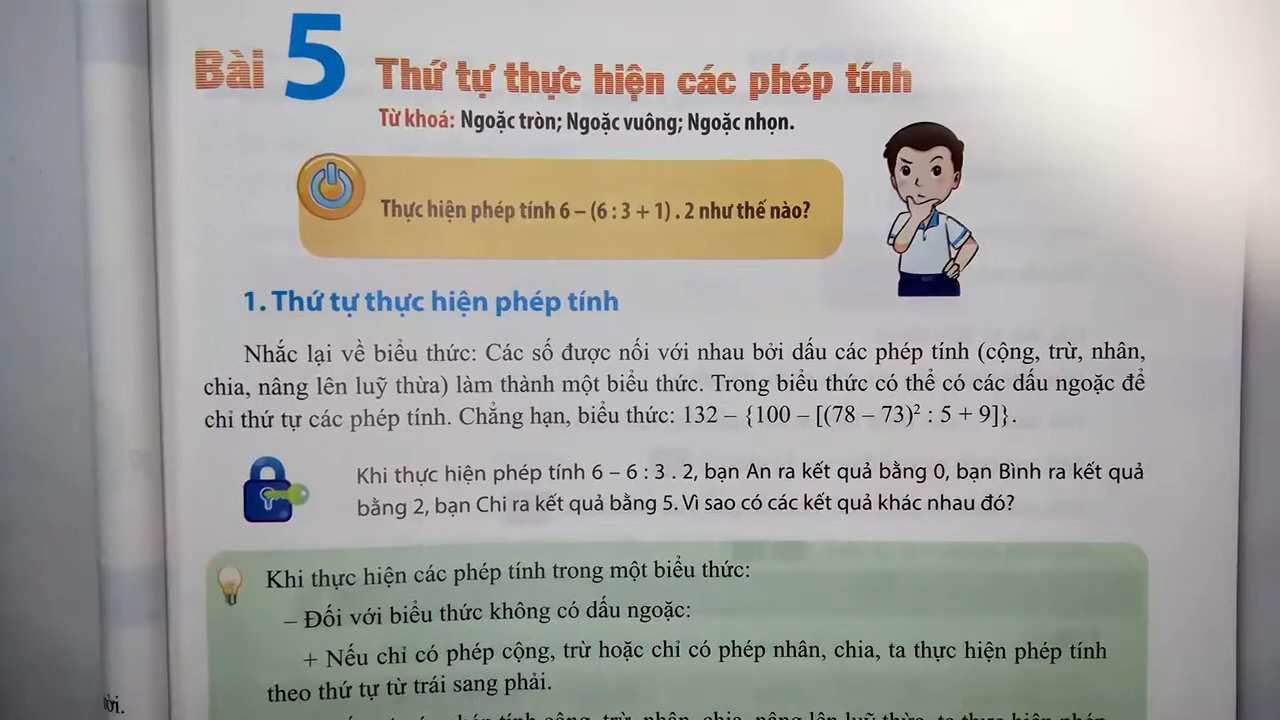 Bài 5 Thứ tự thực hiện các phép tính
Từ khoá: Ngoặc tròn; Ngoặc vuông; Ngoặc nhọn.
Thực hiện phép tính 6 – (6 : 3 + 1) . 2 như thế nào?
1. Thứ tự thực hiện phép tính
Nhắc lại về biểu thức: Các số được nối với nhau bởi dấu các phép tính (cộng, trừ, nhân,
chia, nâng lên luỹ thừa) làm thành một biểu thức. Trong biểu thức có thể có các dấu ngoặc để
chỉ thứ tự các phép tính. Chẳng hạn, biểu thức: 132 – {100 – [(78 – 73)² : 5 + 9]}.
Khi thực hiện phép tính 6 – 6 : 3 . 2, bạn An ra kết quả bằng 0, bạn Bình ra kết quả
bằng 2, bạn Chi ra kết quả bằng 5. Vì sao có các kết quả khác nhau đó?
Khi thực hiện các phép tính trong một biểu thức:
– Đối với biểu thức không có dấu ngoặc:
+ Nếu chỉ có phép cộng, trừ hoặc chỉ có phép nhân, chia, ta thực hiện phép tính
theo thứ tự từ trái sang phải.